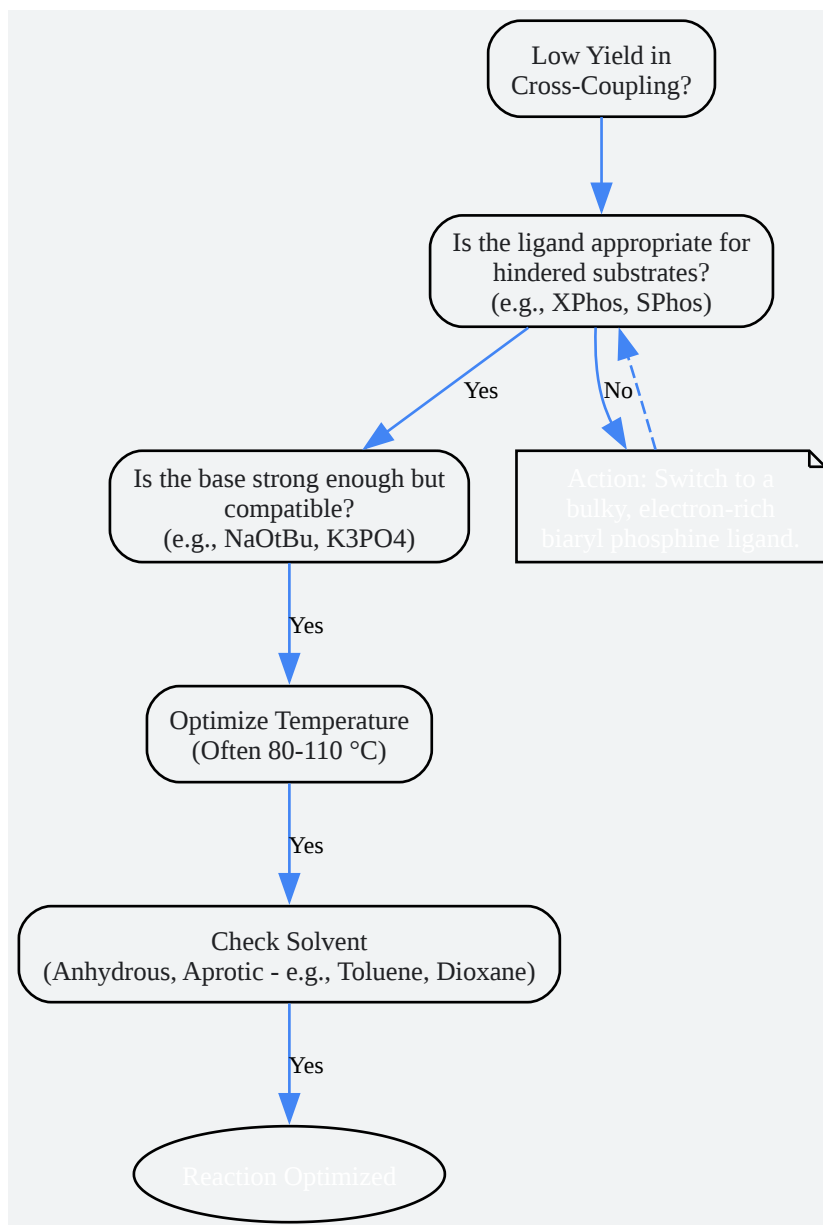 Low Yield in
Cross-Coupling?
Is the ligand appropriate for
hindered substrates?
(e.g., XPhos, SPhos)
Yes
No
Is the base strong enough but
compatible?
(e.g., NaOtBu, K3PO4)
Action: Switch to a
bulky, electron-rich
biaryl phosphine ligand.
Yes
Optimize Temperature
(Often 80-110 °C)
Yes
Check Solvent
(Anhydrous, Aprotic - e.g., Toluene, Dioxane)
Yes
Reaction Optimized